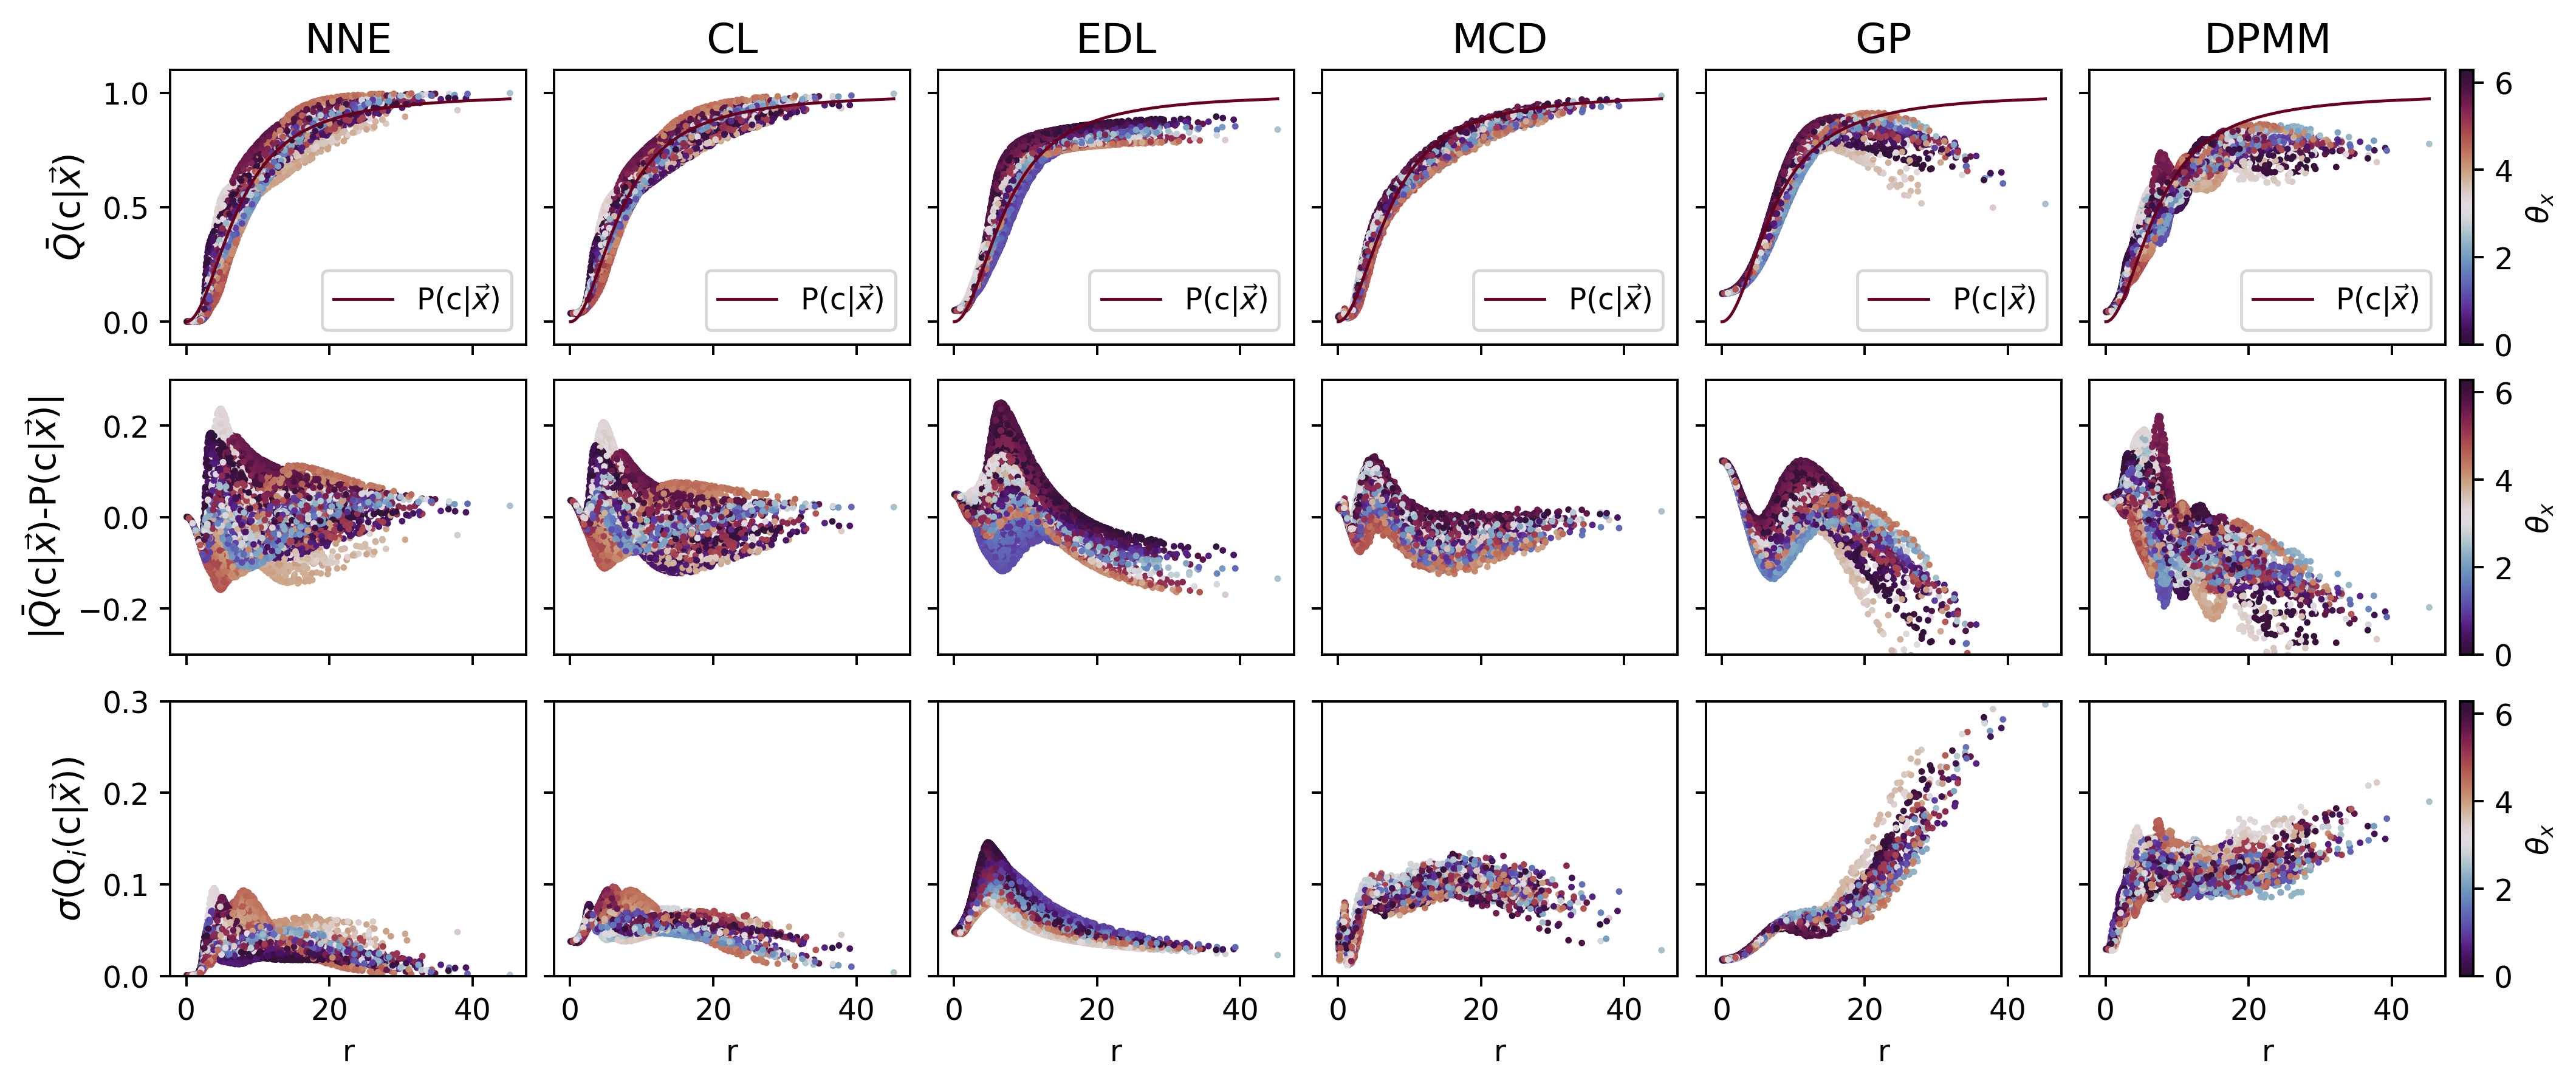 NNE CL EDL MCD GP DPMM
1.0
0.5
0.0
Q̄(c|x⃗)
P(c|x⃗) P(c|x⃗) P(c|x⃗) P(c|x⃗) P(c|x⃗) P(c|x⃗)
6
4
2
0
θₓ
0.2
0.0
−0.2
|Q̄(c|x⃗)-P(c|x⃗)|
6
4
2
0
θₓ
0.3
0.2
0.1
0.0
σ(Qᵢ(c|x⃗))
6
4
2
0
θₓ
0 20 40 0 20 40 0 20 40 0 20 40 0 20 40 0 20 40
r r r r r r